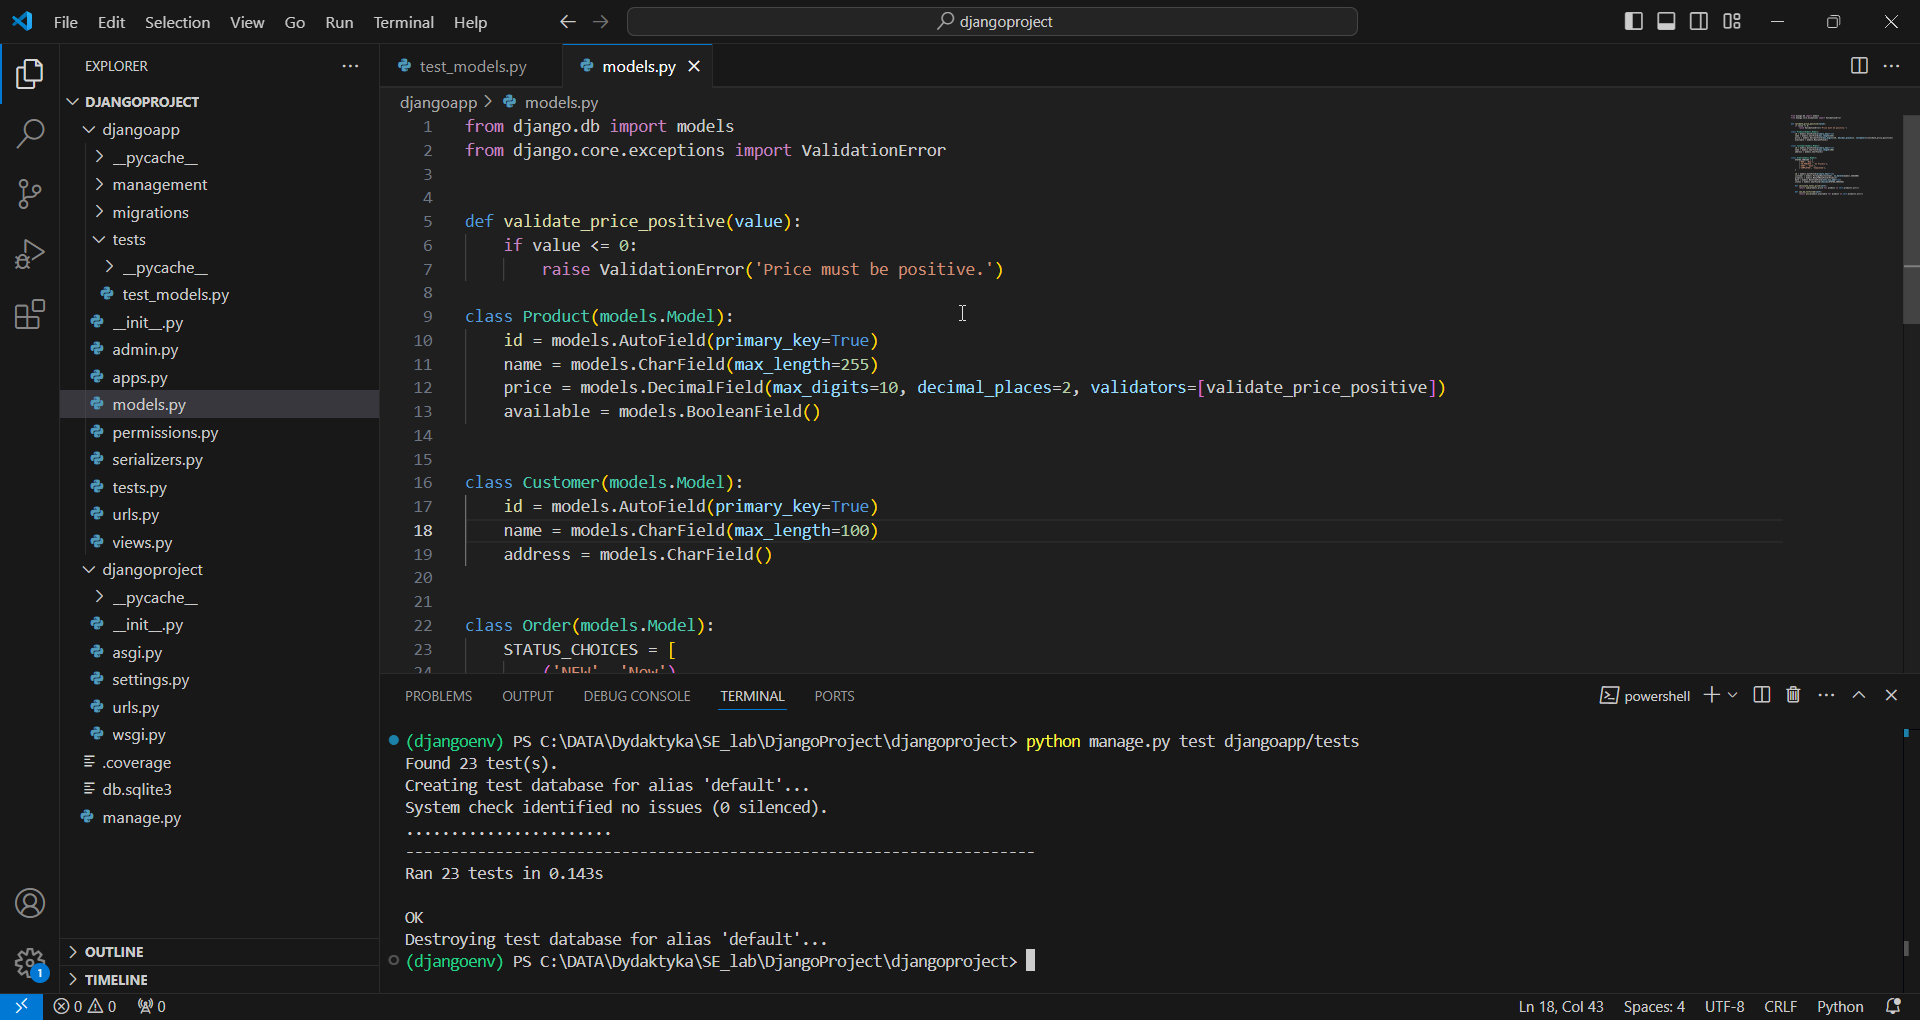 File Edit Selection View Go Run Terminal Help
djangoproject
EXPLORER
DJANGOPROJECT
djangoapp
__pycache__
management
migrations
tests
__pycache__
test_models.py
__init__.py
admin.py
apps.py
models.py
permissions.py
serializers.py
tests.py
urls.py
views.py
djangoproject
__pycache__
__init__.py
asgi.py
settings.py
urls.py
wsgi.py
.coverage
db.sqlite3
manage.py
OUTLINE
TIMELINE
test_models.py
models.py
djangoapp > models.py
1 from django.db import models
2 from django.core.exceptions import ValidationError
3
4
5 def validate_price_positive(value):
6 if value <= 0:
7 raise ValidationError('Price must be positive.')
8
9 class Product(models.Model):
10 id = models.AutoField(primary_key=True)
11 name = models.CharField(max_length=255)
12 price = models.DecimalField(max_digits=10, decimal_places=2, validators=[validate_price_positive])
13 available = models.BooleanField()
14
15
16 class Customer(models.Model):
17 id = models.AutoField(primary_key=True)
18 name = models.CharField(max_length=100)
19 address = models.CharField()
20
21
22 class Order(models.Model):
23 STATUS_CHOICES = [
24 ('NEW', 'New')
PROBLEMS OUTPUT DEBUG CONSOLE TERMINAL PORTS
powershell
(djangoenv) PS C:\DATA\Dydaktyka\SE_lab\DjangoProject\djangoproject> python manage.py test djangoapp/tests
Found 23 test(s).
Creating test database for alias 'default'...
System check identified no issues (0 silenced).
.......................
----------------------------------------------------------------------
Ran 23 tests in 0.143s
OK
Destroying test database for alias 'default'...
(djangoenv) PS C:\DATA\Dydaktyka\SE_lab\DjangoProject\djangoproject>
1
0 0 0
Ln 18, Col 43 Spaces: 4 UTF-8 CRLF Python